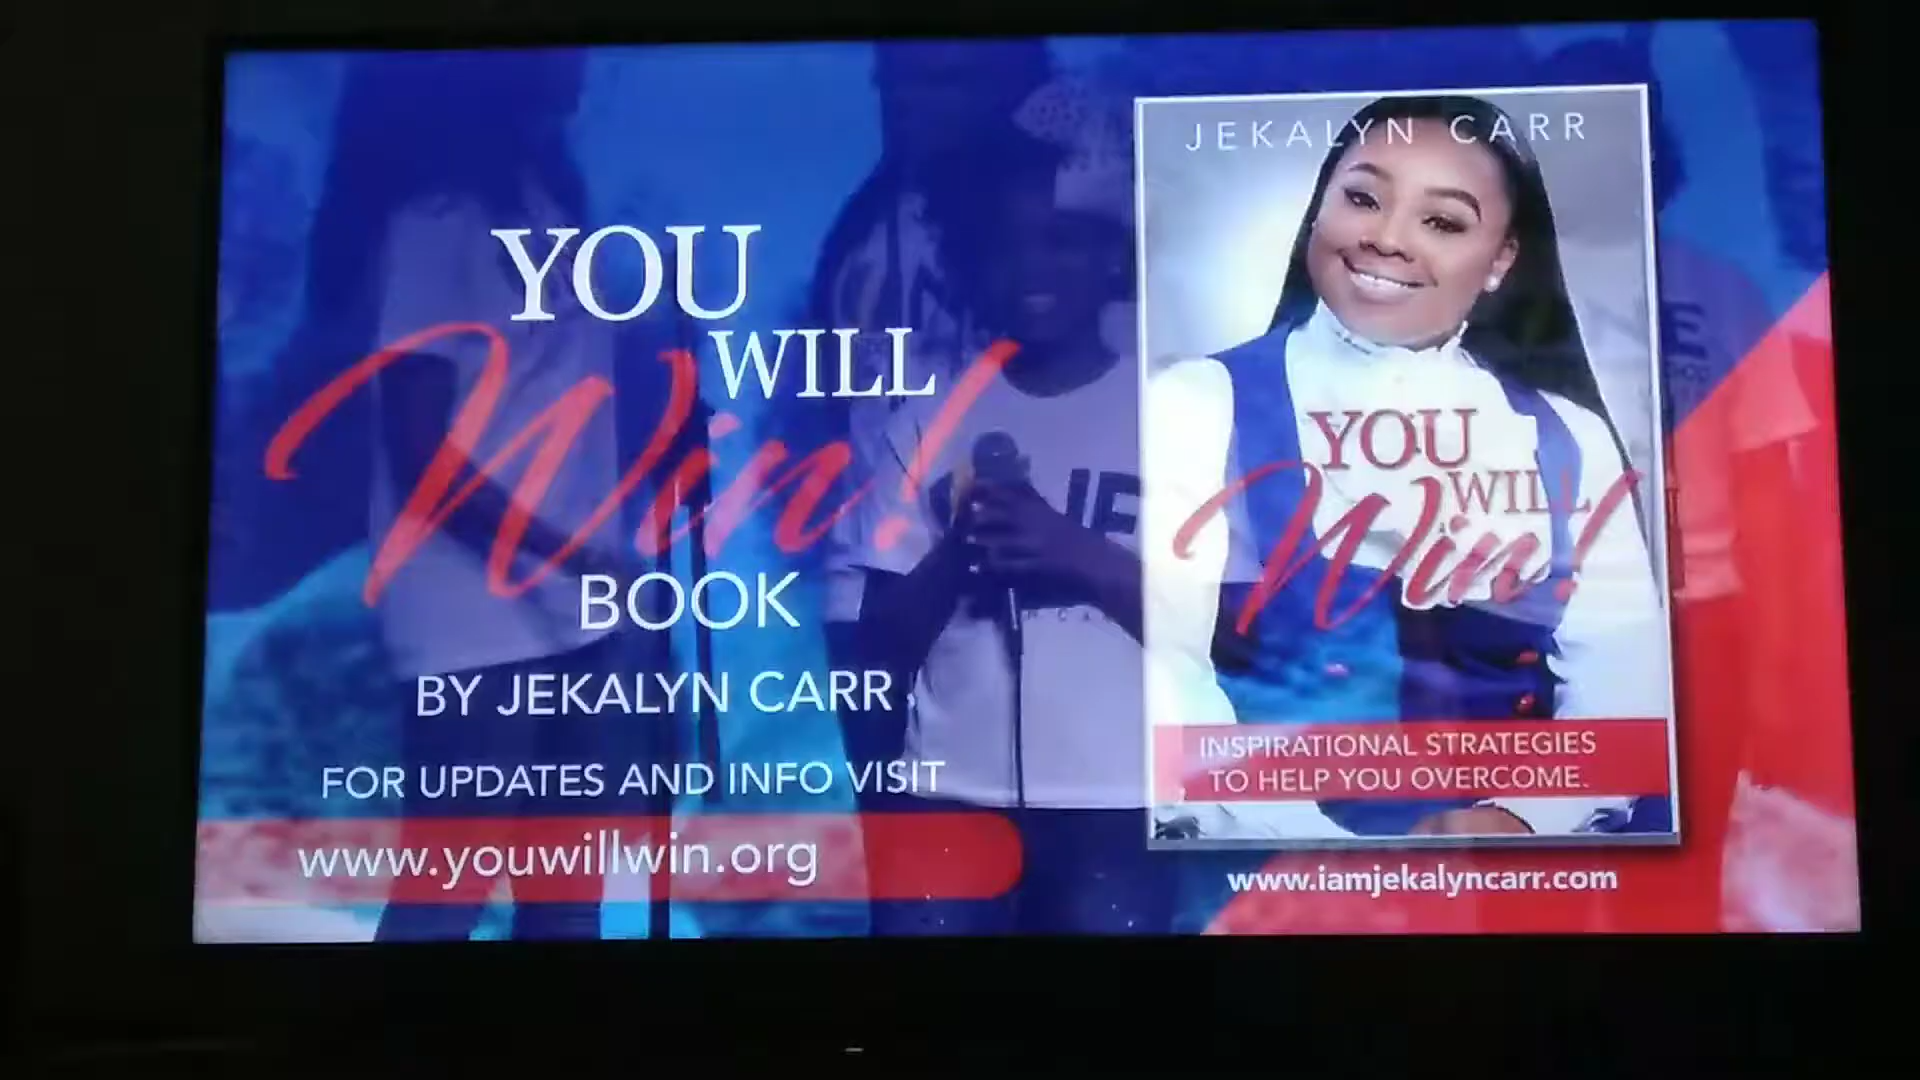 YOU
WILL
Win!
BOOK
BY JEKALYN CARR
FOR UPDATES AND INFO VISIT
www.youwillwin.org
JEKALYN CARR
YOU
WILL
Win!
INSPIRATIONAL STRATEGIES
TO HELP YOU OVERCOME.
www.iamjekalyncarr.com